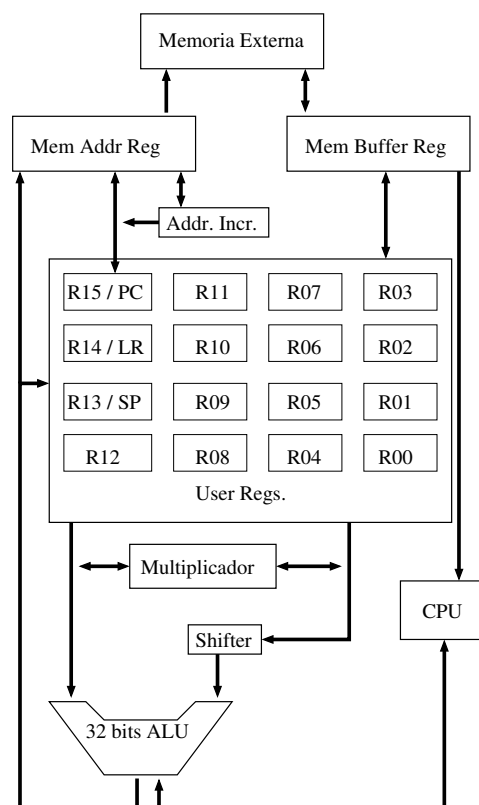 Memoria Externa
Mem Addr Reg
Mem Buffer Reg
Addr. Incr.
R15 / PC
R11
R07
R03
R14 / LR
R10
R06
R02
R13 / SP
R09
R05
R01
R12
R08
R04
R00
User Regs.
Multiplicador
CPU
Shifter
32 bits ALU